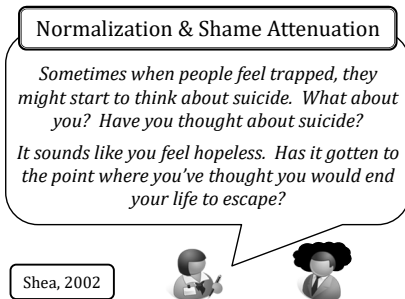 Normalization & Shame Attenuation
Sometimes when people feel trapped, they
might start to think about suicide.  What about
you?  Have you thought about suicide?
It sounds like you feel hopeless.  Has it gotten to
the point where you’ve thought you would end
your life to escape?
Shea, 2002